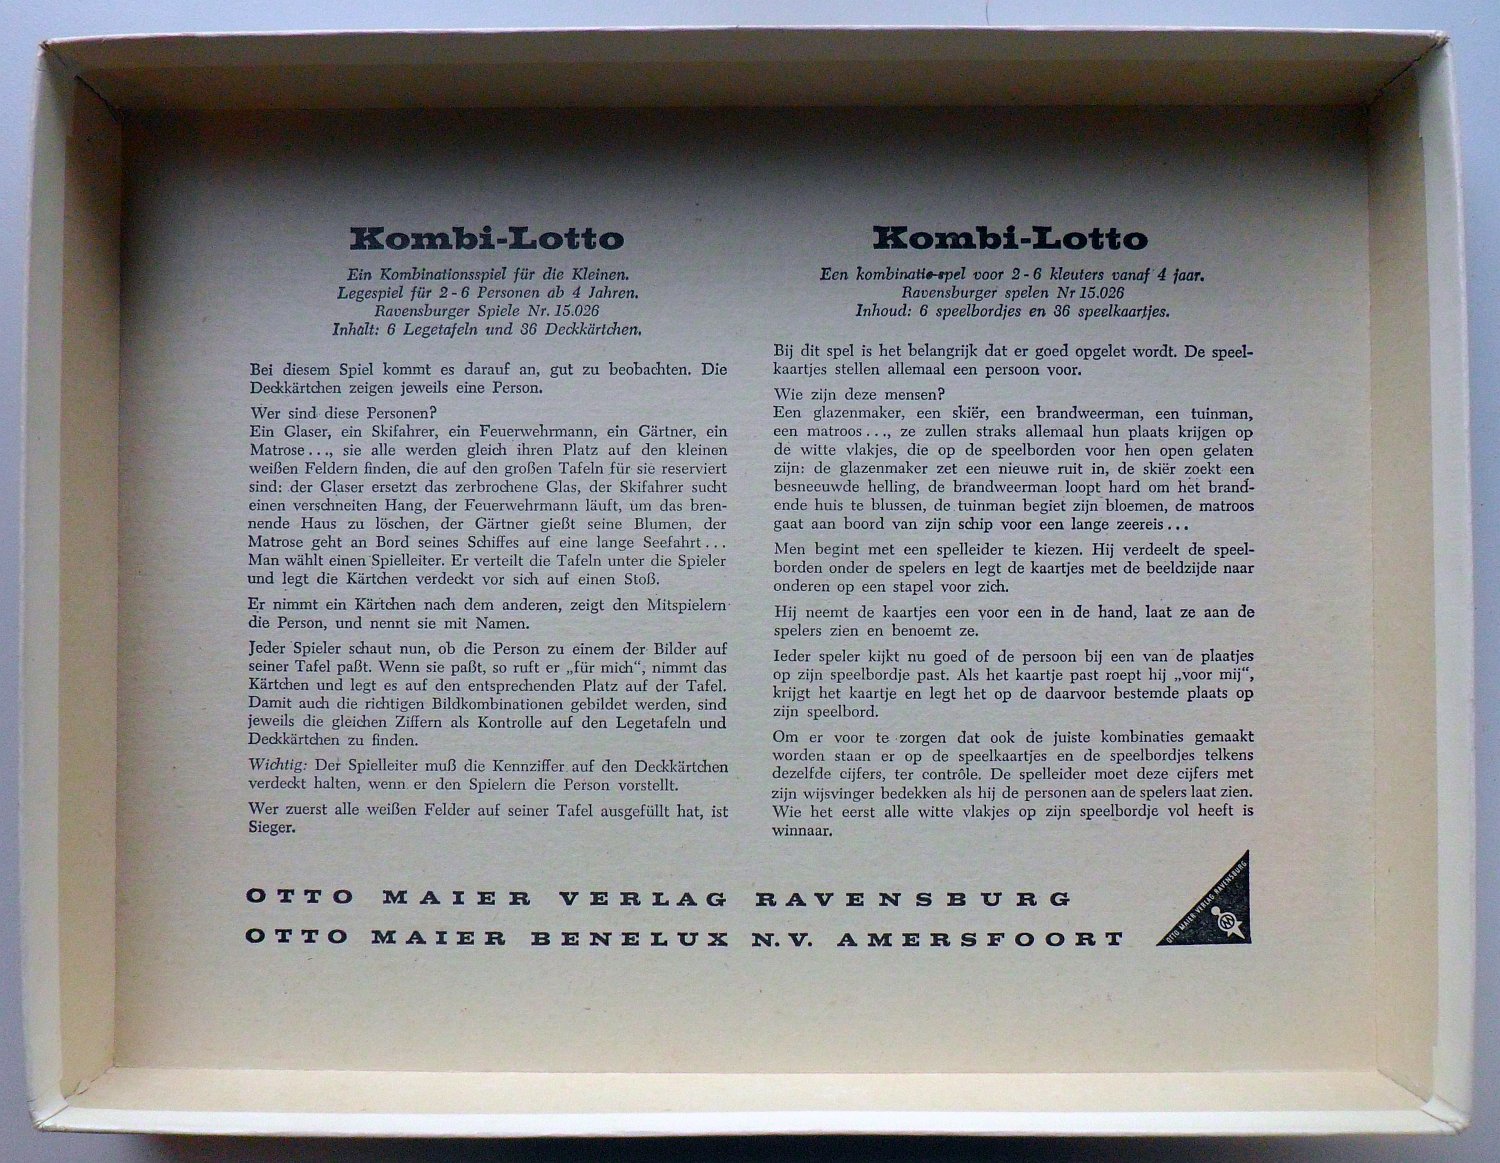 Kombi-Lotto
Ein Kombinationsspiel für die Kleinen.
Legespiel für 2 - 6 Personen ab 4 Jahren.
Ravensburger Spiele Nr. 15.026
Inhalt: 6 Legetafeln und 36 Deckkärtchen.
Bei diesem Spiel kommt es darauf an, gut zu beobachten. Die
Deckkärtchen zeigen jeweils eine Person.
Wer sind diese Personen?
Ein Glaser, ein Skifahrer, ein Feuerwehrmann, ein Gärtner, ein
Matrose . . ., sie alle werden gleich ihren Platz auf den kleinen
weißen Feldern finden, die auf den großen Tafeln für sie reserviert
sind: der Glaser ersetzt das zerbrochene Glas, der Skifahrer sucht
einen verschneiten Hang, der Feuerwehrmann läuft, um das bren-
nende Haus zu löschen, der Gärtner gießt seine Blumen, der
Matrose geht an Bord seines Schiffes auf eine lange Seefahrt . . .
Man wählt einen Spielleiter. Er verteilt die Tafeln unter die Spieler
und legt die Kärtchen verdeckt vor sich auf einen Stoß.
Er nimmt ein Kärtchen nach dem anderen, zeigt den Mitspielern
die Person, und nennt sie mit Namen.
Jeder Spieler schaut nun, ob die Person zu einem der Bilder auf
seiner Tafel paßt. Wenn sie paßt, so ruft er „für mich“, nimmt das
Kärtchen und legt es auf den entsprechenden Platz auf der Tafel.
Damit auch die richtigen Bildkombinationen gebildet werden, sind
jeweils die gleichen Ziffern als Kontrolle auf den Legetafeln und
Deckkärtchen zu finden.
Wichtig: Der Spielleiter muß die Kennziffer auf den Deckkärtchen
verdeckt halten, wenn er den Spielern die Person vorstellt.
Wer zuerst alle weißen Felder auf seiner Tafel ausgefüllt hat, ist
Sieger.
Kombi-Lotto
Een kombinatie-spel voor 2 - 6 kleuters vanaf 4 jaar.
Ravensburger spelen Nr 15.026
Inhoud: 6 speelbordjes en 36 speelkaartjes.
Bij dit spel is het belangrijk dat er goed opgelet wordt. De speel-
kaartjes stellen allemaal een persoon voor.
Wie zijn deze mensen?
Een glazenmaker, een skiër, een brandweerman, een tuinman,
een matroos . . ., ze zullen straks allemaal hun plaats krijgen op
de witte vlakjes, die op de speelborden voor hen open gelaten
zijn: de glazenmaker zet een nieuwe ruit in, de skiër zoekt een
besneeuwde helling, de brandweerman loopt hard om het brand-
ende huis te blussen, de tuinman begiet zijn bloemen, de matroos
gaat aan boord van zijn schip voor een lange zeereis . . .
Men begint met een spelleider te kiezen. Hij verdeelt de speel-
borden onder de spelers en legt de kaartjes met de beeldzijde naar
onderen op een stapel voor zich.
Hij neemt de kaartjes een voor een in de hand, laat ze aan de
spelers zien en benoemt ze.
Ieder speler kijkt nu goed of de persoon bij een van de plaatjes
op zijn speelbordje past. Als het kaartje past roept hij „voor mij“,
krijgt het kaartje en legt het op de daarvoor bestemde plaats op
zijn speelbord.
Om er voor te zorgen dat ook de juiste kombinaties gemaakt
worden staan er op de speelkaartjes en de speelbordjes telkens
dezelfde cijfers, ter contrôle. De spelleider moet deze cijfers met
zijn wijsvinger bedekken als hij de personen aan de spelers laat zien.
Wie het eerst alle witte vlakjes op zijn speelbordje vol heeft is
winnaar.
OTTO MAIER VERLAG RAVENSBURG
OTTO MAIER BENELUX N.V. AMERSFOORT
OTTO MAIER VERLAG RAVENSBURG